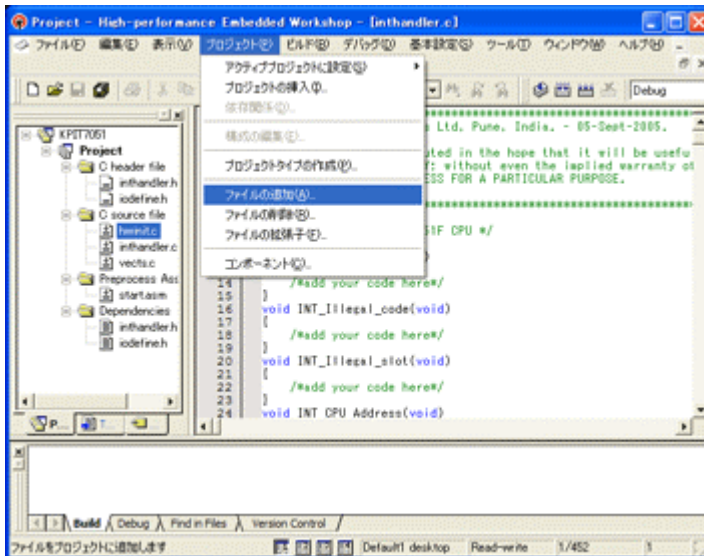 Project - High-performance Embedded Workshop - [inthandler.c]
ファイル(F) 編集(E) 表示(V) プロジェクト(P) ビルド(B) デバッグ(D) 基本設定(S) ツール(T) ウィンドウ(W) ヘルプ(H)
アクティブプロジェクトに設定(S)
プロジェクトの挿入(I)...
依存関係(D)...
構成の編集(E)...
プロジェクトタイプの作成(P)...
ファイルの追加(A)...
ファイルの削除(R)...
ファイルの拡張子(E)...
コンポーネント(C)...
Debug
KPIT7051
Project
C header file
inthandler.h
iodefine.h
C source file
hwinit.c
inthandler.c
vects.c
Preprocess Ass
start.asm
Dependencies
inthandler.h
iodefine.h
P...
T...
Ltd. Pune. India. - 05-Sept-2005.
uted in the hope that it will be usefu
f; without even the implied warranty of
ESS FOR A PARTICULAR PURPOSE.
51F CPU */
14 /*add your code here*/
15 }
16 void INT_Illegal_code(void)
17 {
18 /*add your code here*/
19 }
20 void INT_Illegal_slot(void)
21 {
22 /*add your code here*/
23 }
24 void INT CPU Address(void)
Build Debug Find in Files Version Control
ファイルをプロジェクトに追加します Default1 desktop Read-write 1/452 1